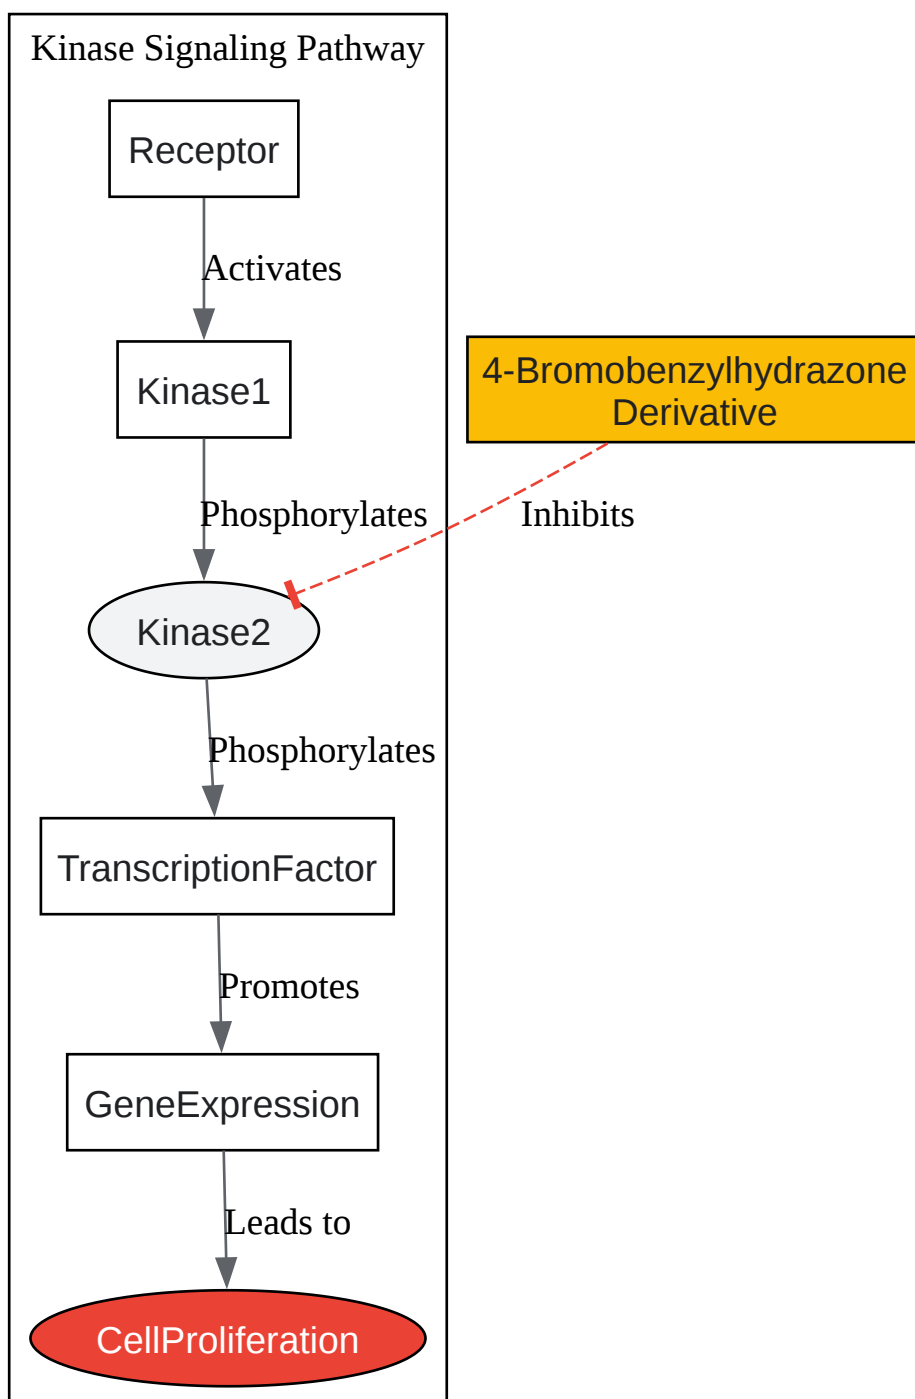 Kinase Signaling Pathway
Receptor
Activates
Kinase1
4-Bromobenzylhydrazone
Derivative
Phosphorylates
Inhibits
Kinase2
Phosphorylates
TranscriptionFactor
Promotes
GeneExpression
Leads to
CellProliferation